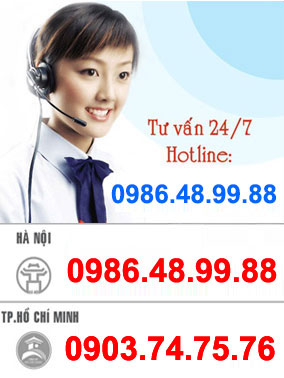 Tư vấn 24/7
Hotline:
0986.48.99.88
HÀ NỘI
0986.48.99.88
TP.HỒ CHÍ MINH
0903.74.75.76